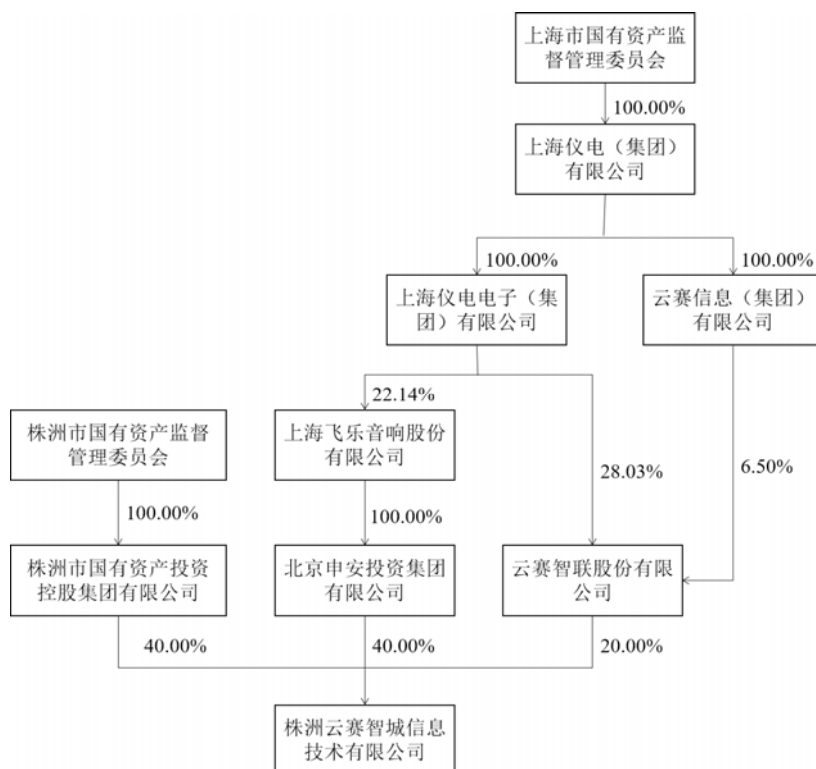 上海市国有资产监
督管理委员会
100.00%
上海仪电（集团）
有限公司
100.00%
100.00%
上海仪电电子（集
团）有限公司
云赛信息（集团）
有限公司
22.14%
株洲市国有资产监督
管理委员会
上海飞乐音响股份
有限公司
28.03%
6.50%
100.00%
100.00%
株洲市国有资产投资
控股集团有限公司
北京申安投资集团
有限公司
云赛智联股份有限
公司
40.00%
40.00%
20.00%
株洲云赛智城信息
技术有限公司